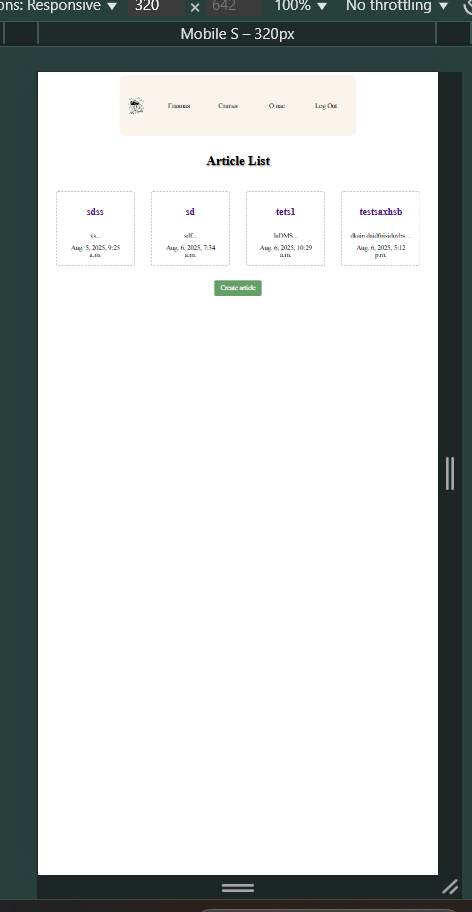 ons: Responsive ▼ 320 × 642 100% ▼ No throttling ▼
Mobile S – 320px
Главная Статьи О нас Log Out
Article List
sdss sd tets1 testsaxhsb
xs... sdf...
Aug. 5, 2025, 9:25 a.m. Aug. 6, 2025, 7:34 a.m. Aug. 6, 2025, 10:29 a.m. Aug. 6, 2025, 5:12 p.m.
Create article